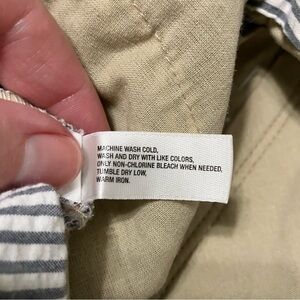 MACHINE WASH COLD,
WASH AND DRY WITH LIKE COLORS,
ONLY NON-CHLORINE BLEACH WHEN NEEDED,
TUMBLE DRY LOW,
WARM IRON.